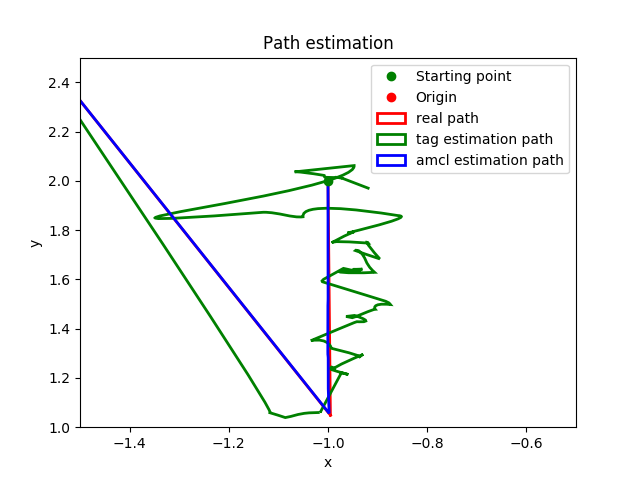 Path estimation
Starting point
Origin
real path
tag estimation path
amcl estimation path
y
2.4
2.2
2.0
1.8
1.6
1.4
1.2
1.0
−1.4
−1.2
−1.0
−0.8
−0.6
x